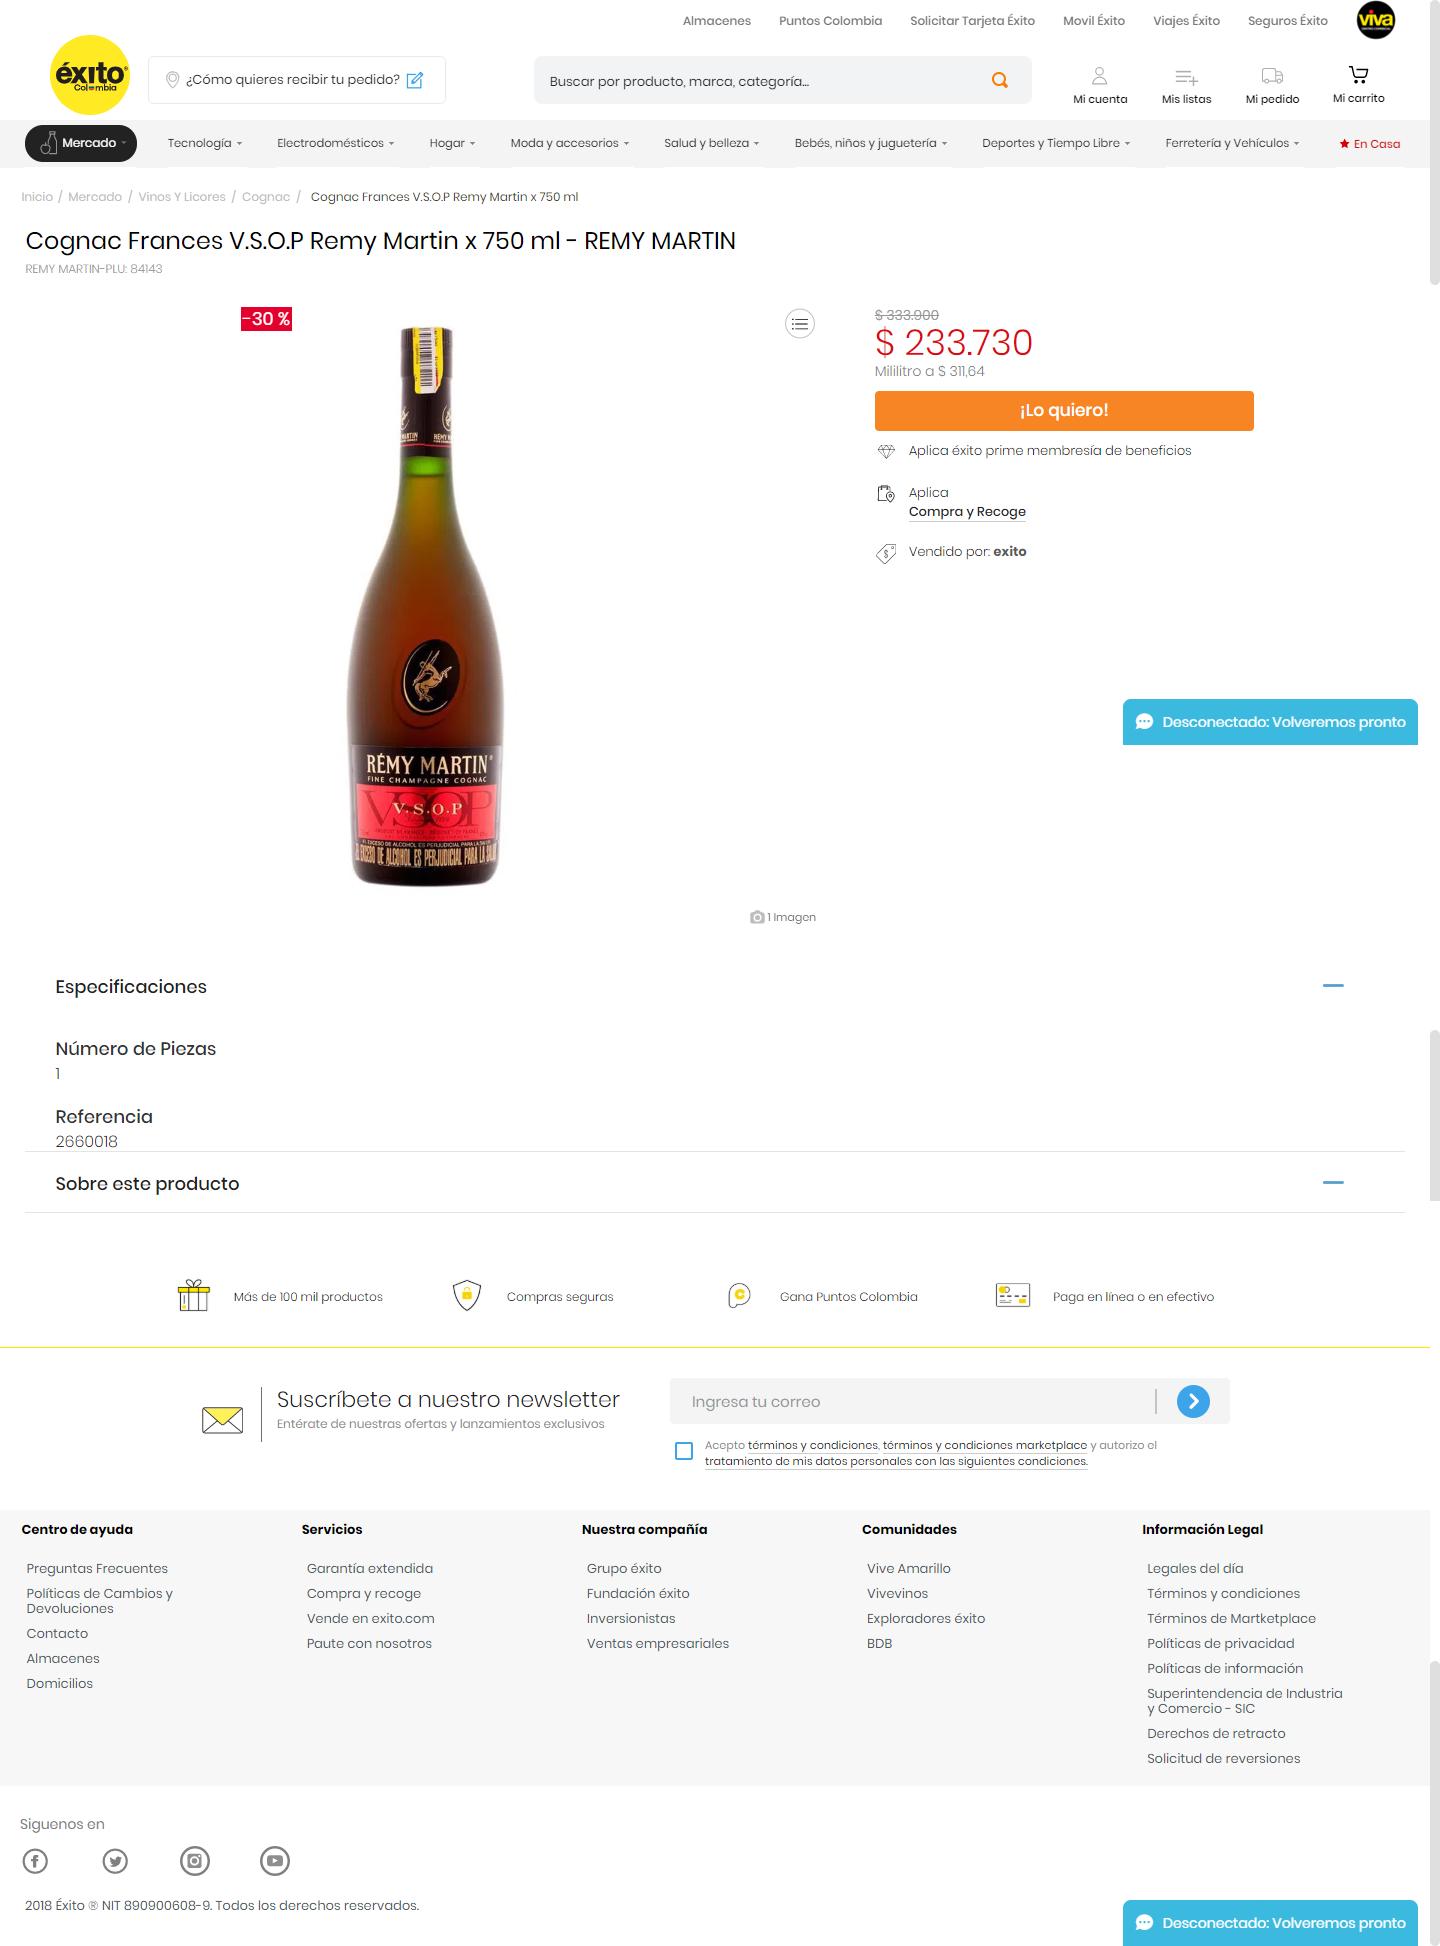 Almacenes Puntos Colombia Solicitar Tarjeta Éxito Movil Éxito Viajes Éxito Seguros Éxito viva
éxito
Colombia
¿Cómo quieres recibir tu pedido?
Buscar por producto, marca, categoría...
Mi cuenta Mis listas Mi pedido Mi carrito
Mercado Tecnología Electrodomésticos Hogar Moda y accesorios Salud y belleza Bebés, niños y juguetería Deportes y Tiempo Libre Ferretería y Vehículos En Casa
Inicio / Mercado / Vinos Y Licores / Cognac / Cognac Frances V.S.O.P Remy Martin x 750 ml
Cognac Frances V.S.O.P Remy Martin x 750 ml - REMY MARTIN
REMY MARTIN-PLU: 84143
-30 %
RÉMY MARTIN
FINE CHAMPAGNE COGNAC
V.S.O.P
EL EXCESO DE ALCOHOL ES PERJUDICIAL PARA LA SALUD
1 Imagen
$ 333.900
$ 233.730
Mililitro a $ 311,64
¡Lo quiero!
Aplica éxito prime membresía de beneficios
Aplica
Compra y Recoge
Vendido por: exito
Desconectado: Volveremos pronto
Especificaciones
Número de Piezas
1
Referencia
2660018
Sobre este producto
Más de 100 mil productos Compras seguras Gana Puntos Colombia Paga en línea o en efectivo
Suscríbete a nuestro newsletter
Entérate de nuestras ofertas y lanzamientos exclusivos
Ingresa tu correo
Acepto términos y condiciones, términos y condiciones marketplace y autorizo el
tratamiento de mis datos personales con las siguientes condiciones.
Centro de ayuda
Preguntas Frecuentes
Políticas de Cambios y
Devoluciones
Contacto
Almacenes
Domicilios
Servicios
Garantía extendida
Compra y recoge
Vende en exito.com
Paute con nosotros
Nuestra compañía
Grupo éxito
Fundación éxito
Inversionistas
Ventas empresariales
Comunidades
Vive Amarillo
Vivevinos
Exploradores éxito
BDB
Información Legal
Legales del día
Términos y condiciones
Términos de Martketplace
Políticas de privacidad
Políticas de información
Superintendencia de Industria
y Comercio - SIC
Derechos de retracto
Solicitud de reversiones
Siguenos en
2018 Éxito ® NIT 890900608-9. Todos los derechos reservados.
Desconectado: Volveremos pronto